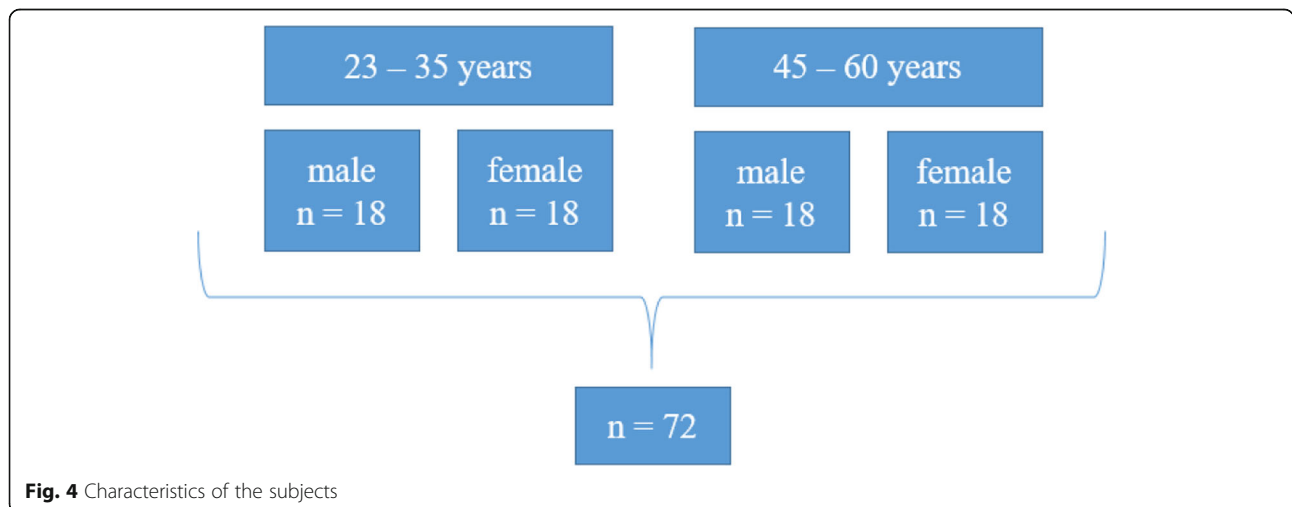 23 – 35 years
45 – 60 years
male
n = 18
female
n = 18
male
n = 18
female
n = 18
n = 72
Fig. 4 Characteristics of the subjects